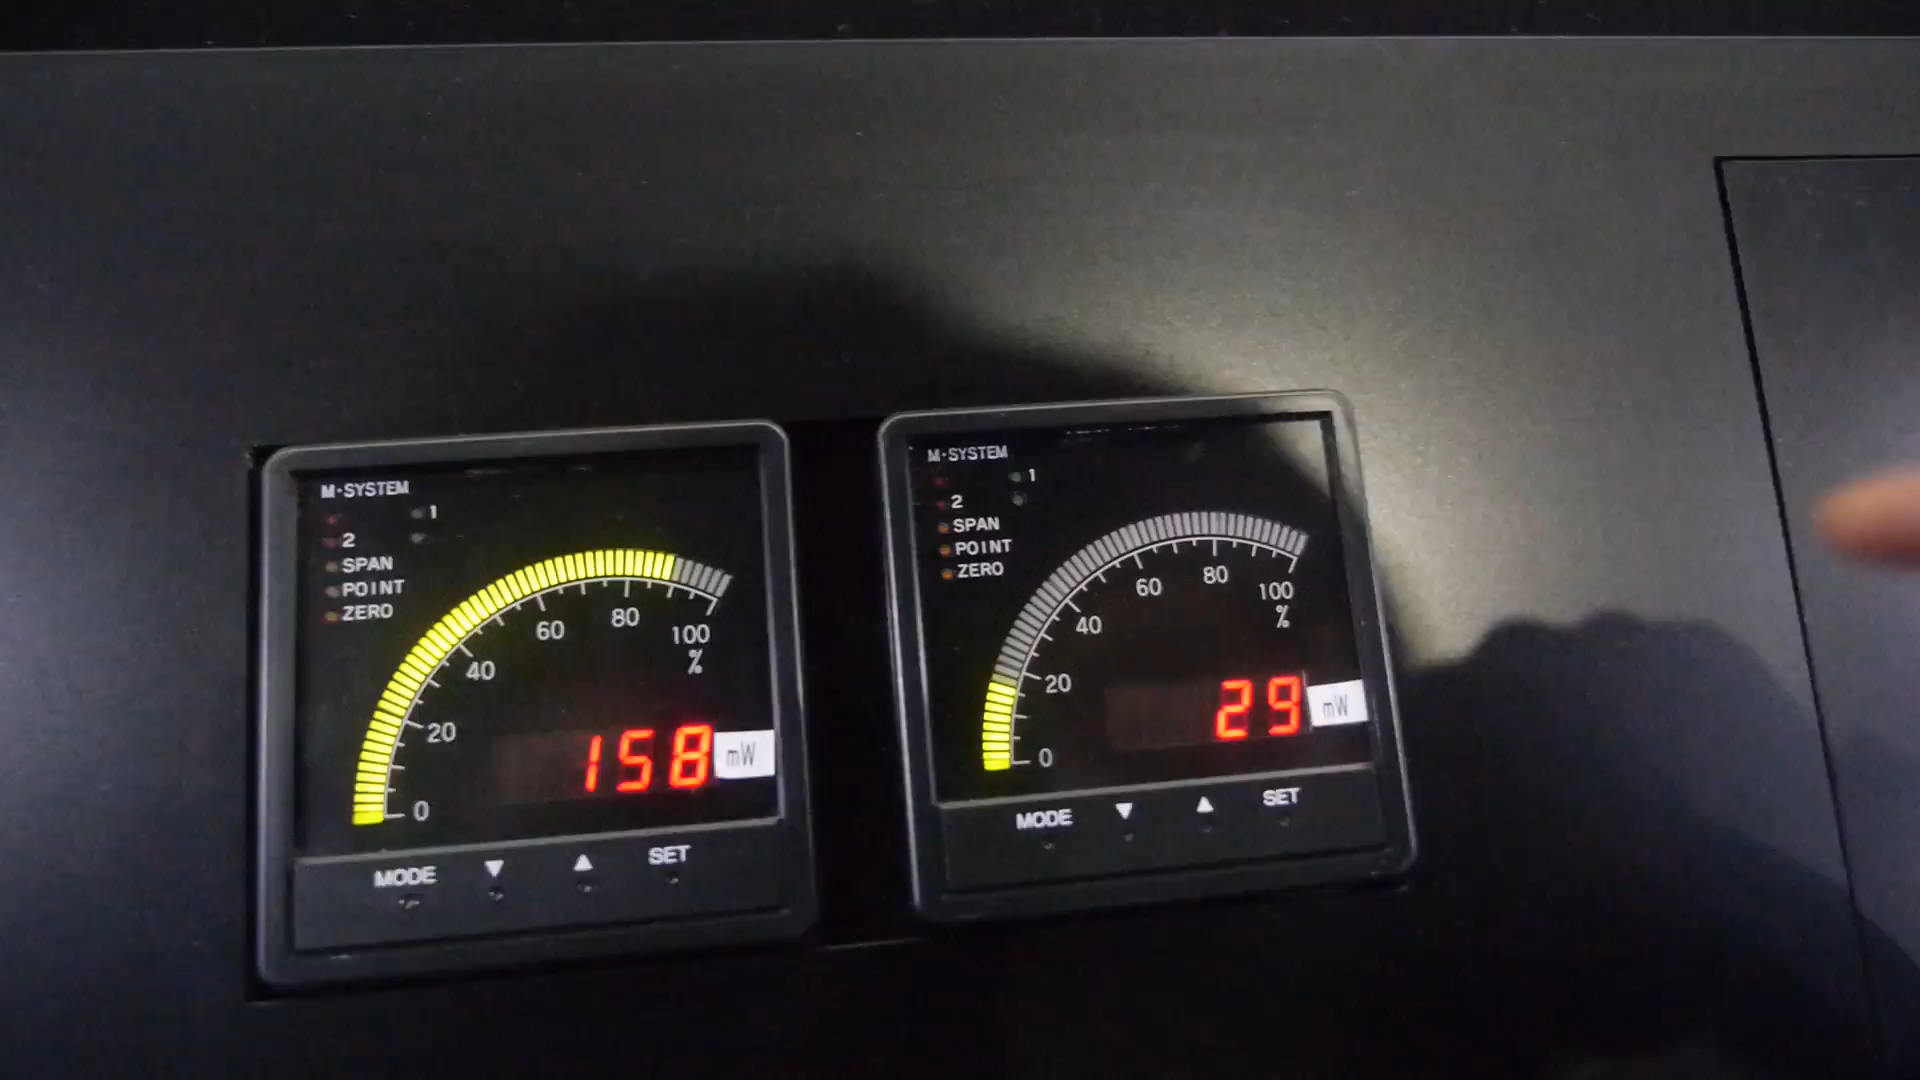 M·SYSTEM
1
2
SPAN
POINT
ZERO
0
20
40
60
80
100
%
158
mW
MODE ▼ ▲ SET
M·SYSTEM
1
2
SPAN
POINT
ZERO
0
20
40
60
80
100
%
29
mW
MODE ▼ ▲ SET